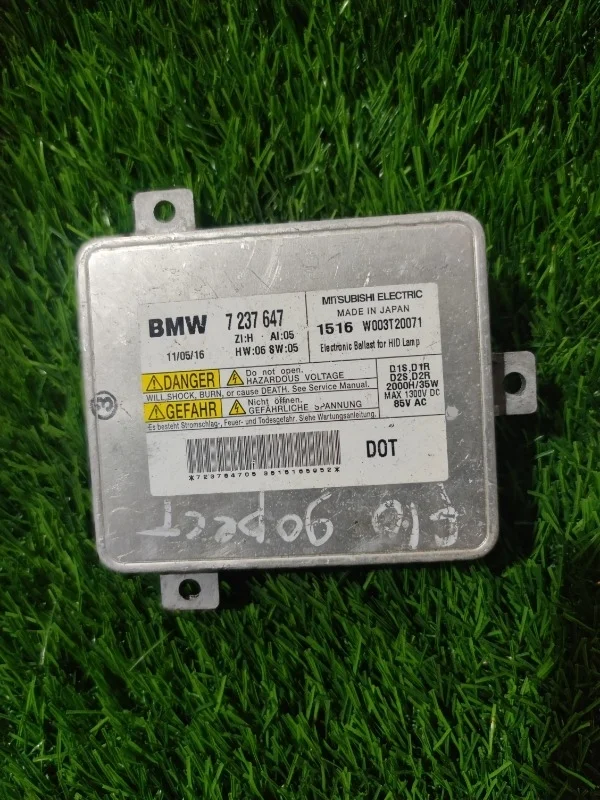 BMW 7 237 647
ZI:H AI:05
11/05/16 HW:06 SW:05
MITSUBISHI ELECTRIC
MADE IN JAPAN
1516 W003T20071
Electronic Ballast for HID Lamp
DANGER
Do not open.
HAZARDOUS VOLTAGE
WILL SHOCK, BURN, or cause DEATH. See Service Manual.
GEFAHR
Nicht öffnen.
GEFÄHRLICHE SPANNUNG
Es besteht Stromschlag-, Feuer- und Todesgefahr. Siehe Wartungsanleitung.
D1S,D1R
D2S,D2R
2000H/35W
MAX 1300V DC
85V AC
DOT
3